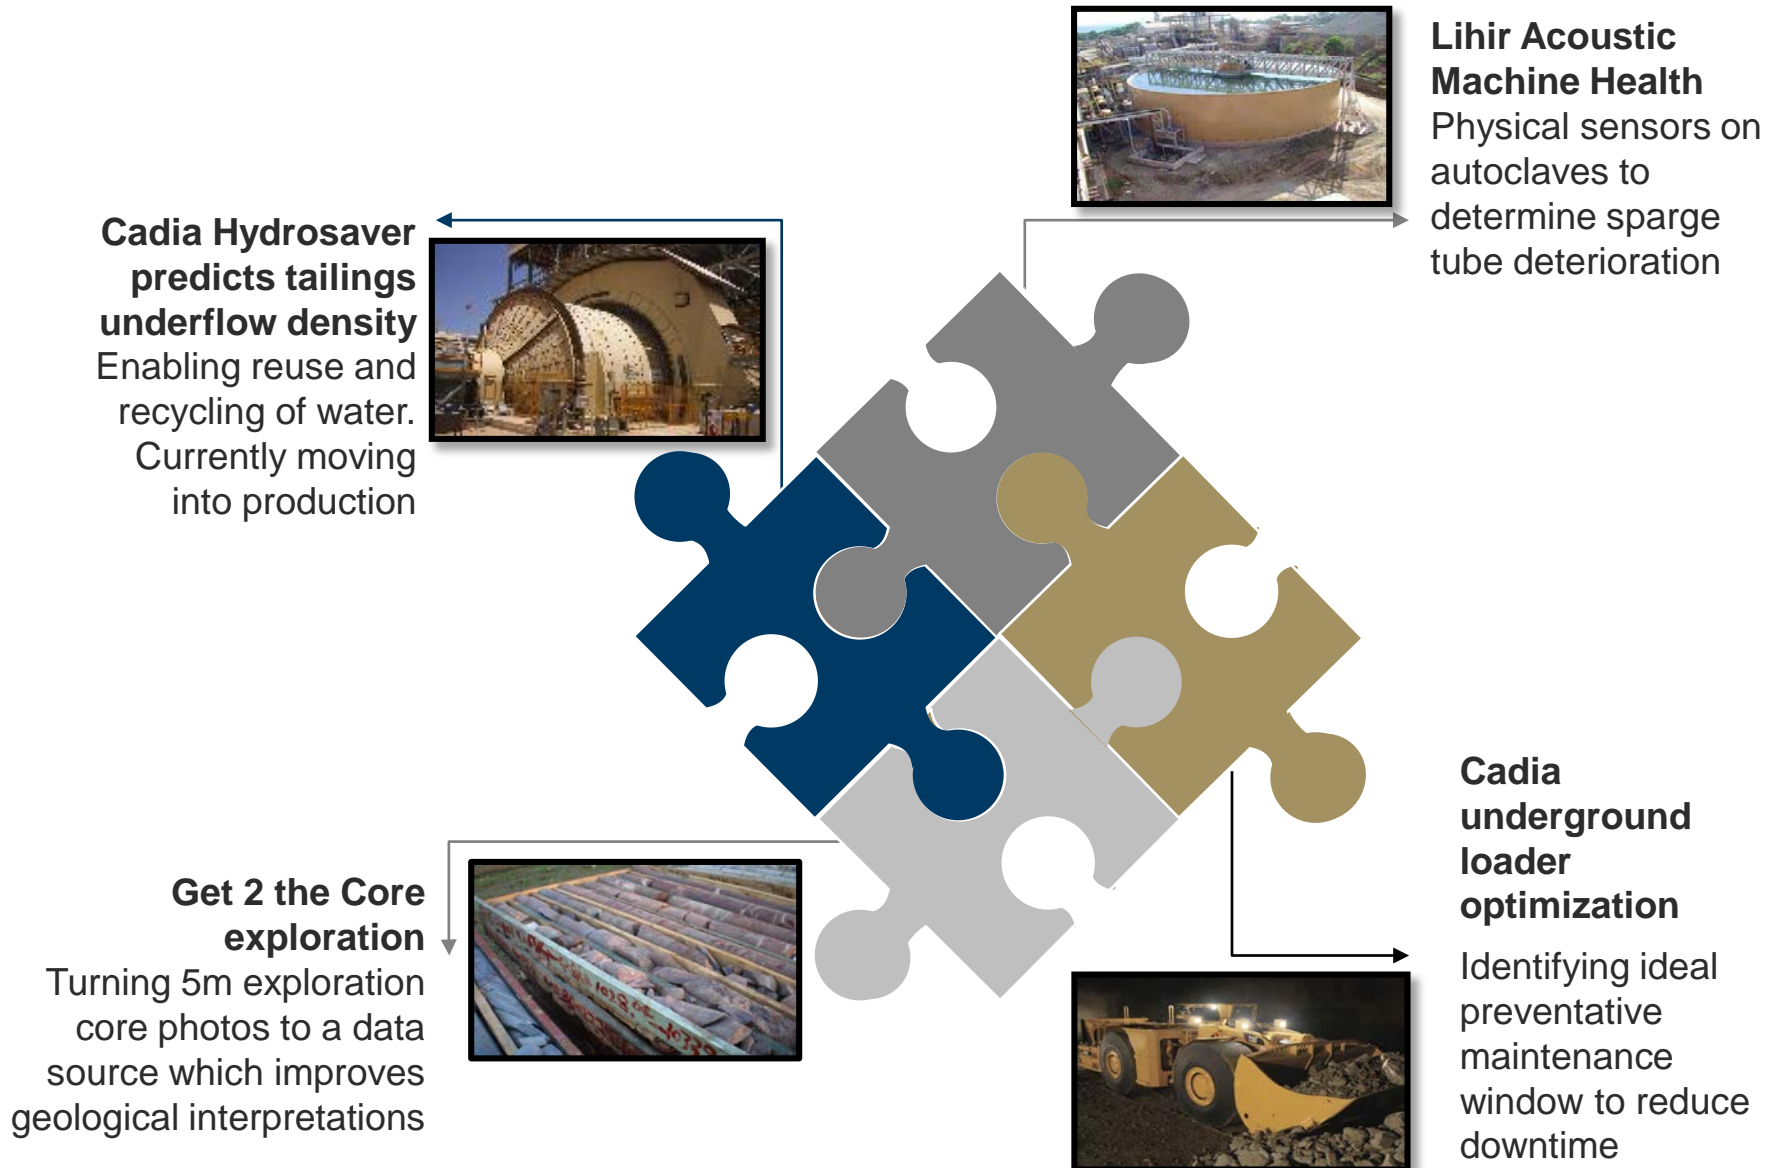 Lihir Acoustic
Machine Health
Physical sensors on
autoclaves to
determine sparge
tube deterioration
Cadia Hydrosaver
predicts tailings
underflow density
Enabling reuse and
recycling of water.
Currently moving
into production
Get 2 the Core
exploration
Turning 5m exploration
core photos to a data
source which improves
geological interpretations
Cadia
underground
loader
optimization
Identifying ideal
preventative
maintenance
window to reduce
downtime